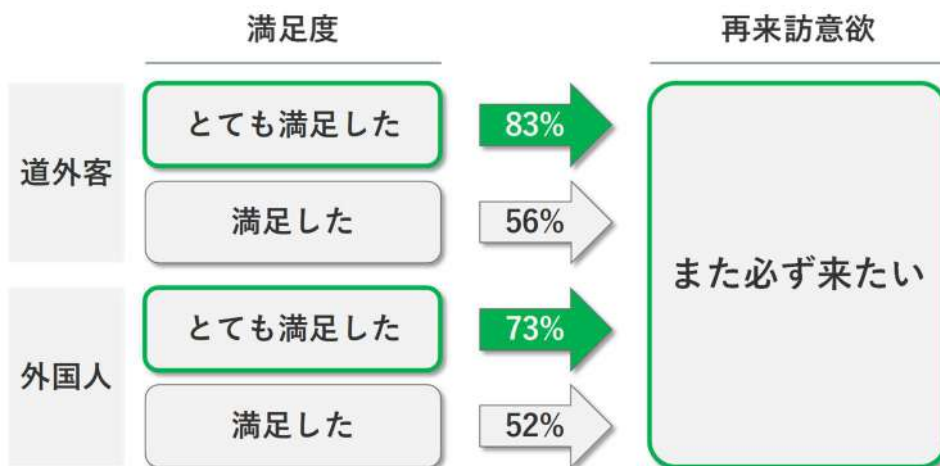 満足度
再来訪意欲
道外客
とても満足した
83%
満足した
56%
外国人
とても満足した
73%
満足した
52%
また必ず来たい